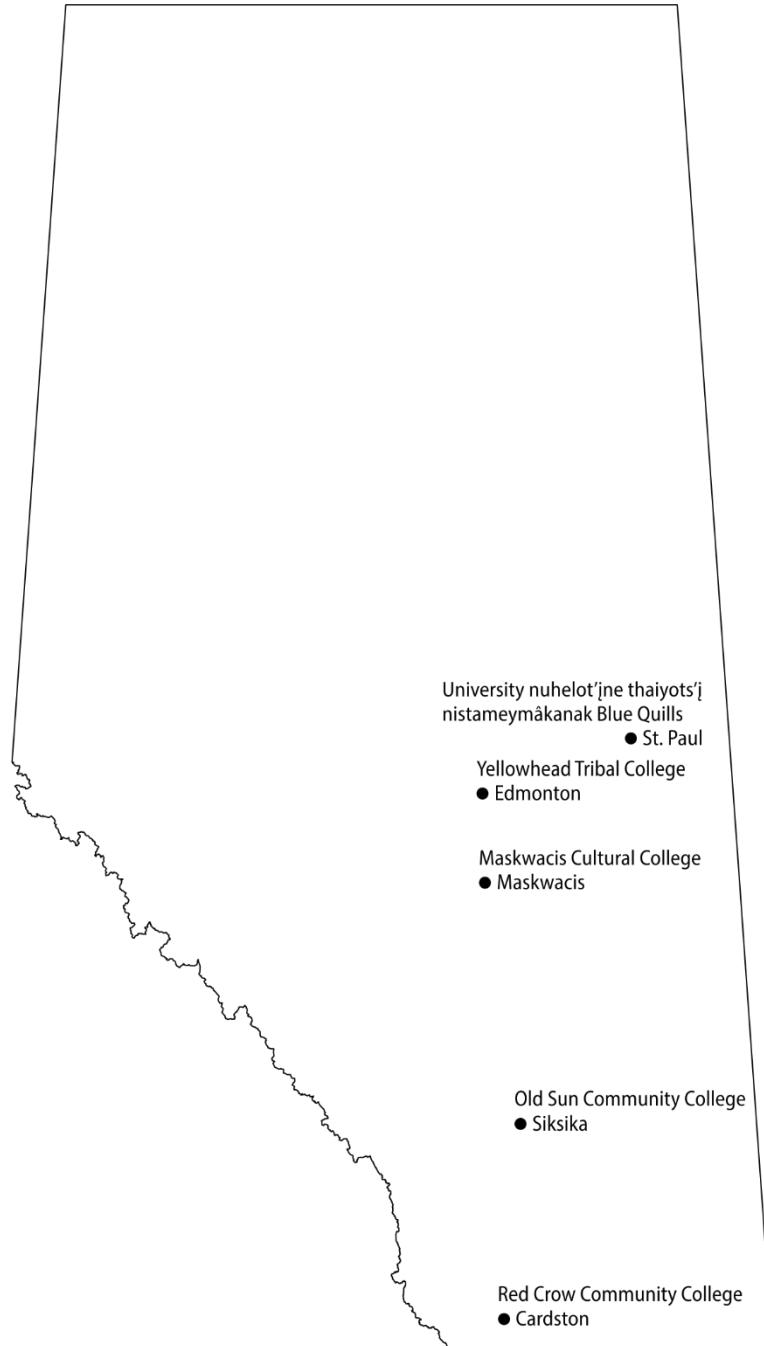 University nuhelot’įne thaiyots’į
nistameymâkanak Blue Quills
St. Paul
Yellowhead Tribal College
Edmonton
Maskwacis Cultural College
Maskwacis
Old Sun Community College
Siksika
Red Crow Community College
Cardston